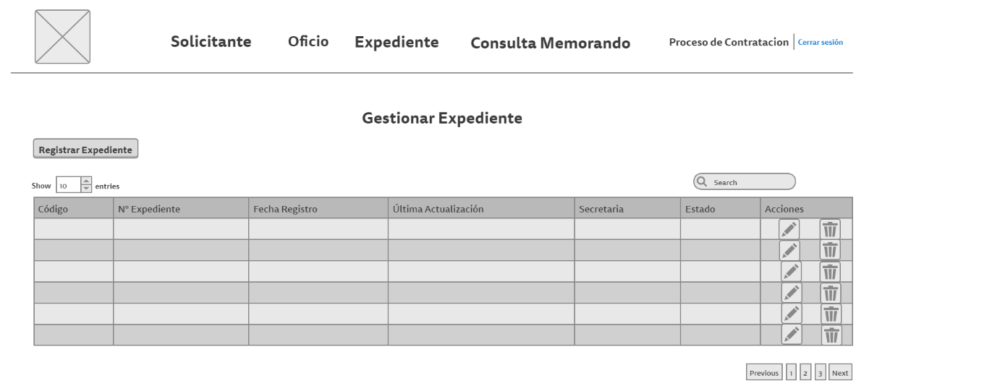 Solicitante Oficio Expediente Consulta Memorando Proceso de Contratacion Cerrar sesión
Gestionar Expediente
Registrar Expediente
Show 10 entries Search
Código N° Expediente Fecha Registro Última Actualización Secretaria Estado Acciones
Previous 1 2 3 Next